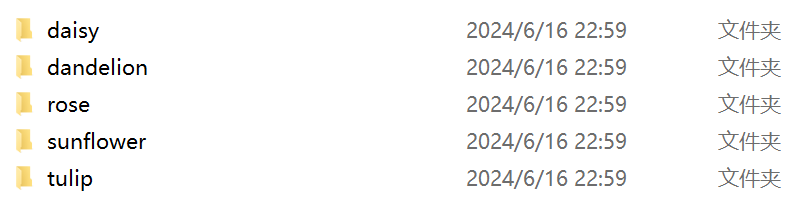 daisy 2024/6/16 22:59 文件夹
dandelion 2024/6/16 22:59 文件夹
rose 2024/6/16 22:59 文件夹
sunflower 2024/6/16 22:59 文件夹
tulip 2024/6/16 22:59 文件夹